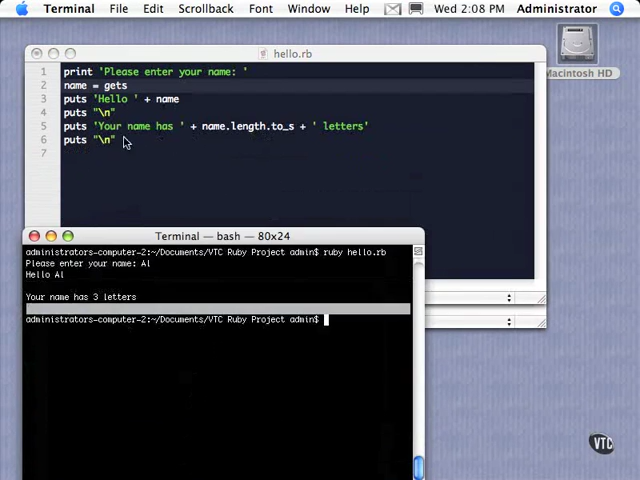 Terminal File Edit Scrollback Font Window Help Wed 2:08 PM Administrator
hello.rb
1 print 'Please enter your name: '
2 name = gets
3 puts 'Hello ' + name
4 puts "\n"
5 puts 'Your name has ' + name.length.to_s + ' letters'
6 puts "\n"
7
Macintosh HD
Terminal — bash — 80x24
administrators-computer-2:~/Documents/VTC Ruby Project admin$ ruby hello.rb
Please enter your name: Al
Hello Al
Your name has 3 letters
administrators-computer-2:~/Documents/VTC Ruby Project admin$
VTC